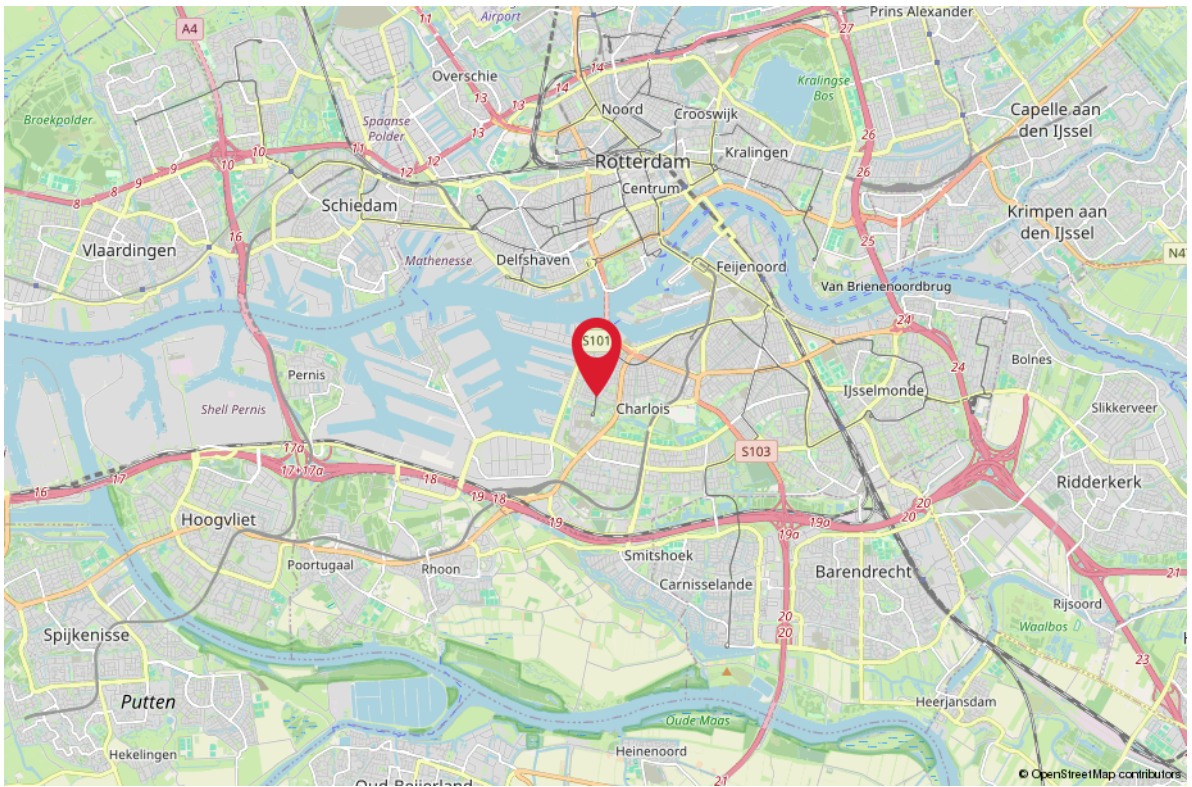 Airport
Prins Alexander
11
27
A4
Overschie
14
14
13
13
Kralingse
Bos
Noord
Crooswijk
Capelle aan
den IJssel
Broekpolder
Spaanse
Polder
13
26
10
10
11
12
12
Rotterdam
Kralingen
26
9
9
8
8
Centrum
Schiedam
Krimpen aan
den IJssel
16
25
Vlaardingen
Mathenesse
Delfshaven
Feijenoord
N47
Van Brienenoordbrug
24
S101
24
Bolnes
Pernis
IJsselmonde
Shell Pernis
Charlois
Slikkerveer
17a
S103
17+17a
17
18
16
19
18
20
20
Ridderkerk
Hoogvliet
19
19a
19a
Smitshoek
Poortugaal
Rhoon
Carnisselande
Barendrecht
21
Rijsoord
20
20
Waalbos
Spijkenisse
23
Putten
Heerjansdam
Oude Maas
Hekelingen
Heinenoord
21
Oud-Beijerland
© OpenStreetMap contributors